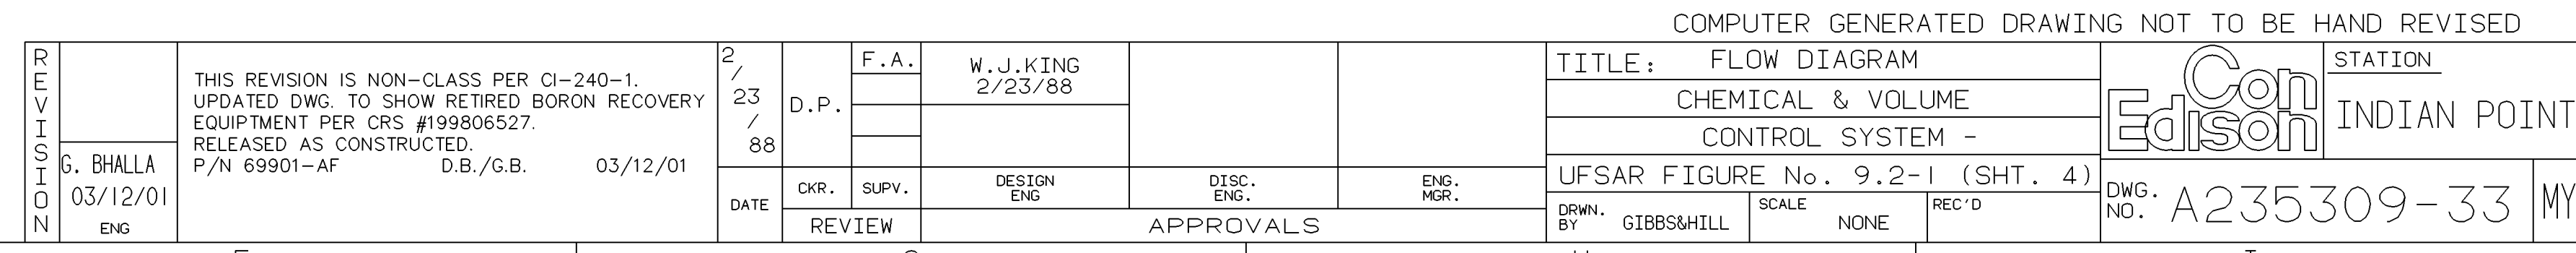 COMPUTER GENERATED DRAWING NOT TO BE HAND REVISED
REVISION
G. BHALLA
03/12/01
ENG
THIS REVISION IS NON-CLASS PER CI-240-1.
UPDATED DWG. TO SHOW RETIRED BORON RECOVERY
EQUIPTMENT PER CRS #199806527.
RELEASED AS CONSTRUCTED.
P/N 69901-AF D.B./G.B. 03/12/01
2
/
23
/
88
DATE
D.P.
CKR.
F.A.
SUPV.
REVIEW
W.J.KING
2/23/88
DESIGN
ENG
DISC.
ENG.
ENG.
MGR.
APPROVALS
TITLE: FLOW DIAGRAM
CHEMICAL & VOLUME
CONTROL SYSTEM -
UFSAR FIGURE No. 9.2-1 (SHT. 4)
DRWN.
BY GIBBS&HILL
SCALE
NONE
REC'D
Con
Edison
STATION
INDIAN POINT
DWG.
NO. A235309-33
MY